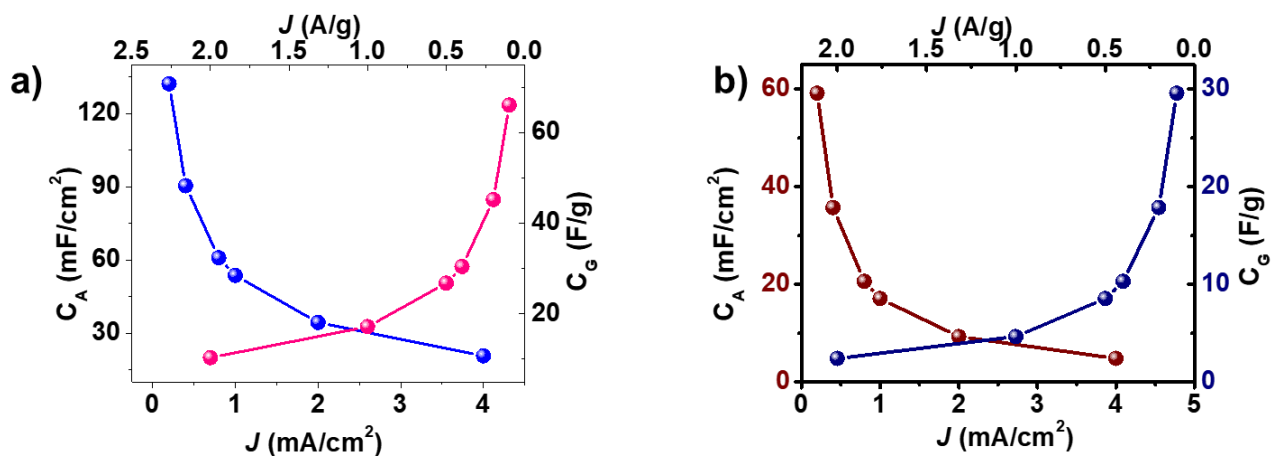 a)
J (A/g)
2.5 2.0 1.5 1.0 0.5 0.0
C_A (mF/cm²)
120
90
60
30
C_G (F/g)
60
40
20
0 1 2 3 4
J (mA/cm²)
b)
J (A/g)
2.0 1.5 1.0 0.5 0.0
C_A (mF/cm²)
60
40
20
0
C_G (F/g)
30
20
10
0
0 1 2 3 4 5
J (mA/cm²)